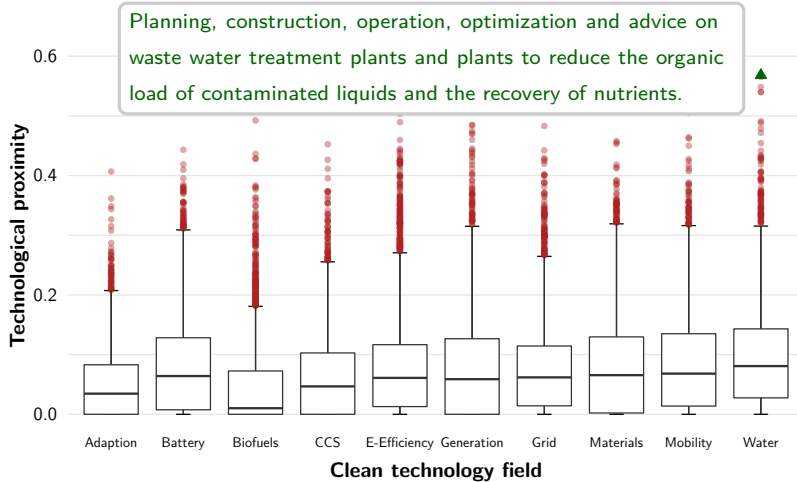 Planning, construction, operation, optimization and advice on
waste water treatment plants and plants to reduce the organic
load of contaminated liquids and the recovery of nutrients.
0.6
0.4
0.2
0.0
Technological proximity
Adaption Battery Biofuels CCS E-Efficiency Generation Grid Materials Mobility Water
Clean technology field